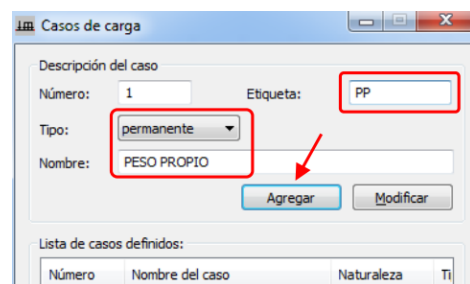 Casos de carga
Descripción del caso
Número: 1 Etiqueta: PP
Tipo: permanente
Nombre: PESO PROPIO
Agregar Modificar
Lista de casos definidos:
Número Nombre del caso Naturaleza Ti